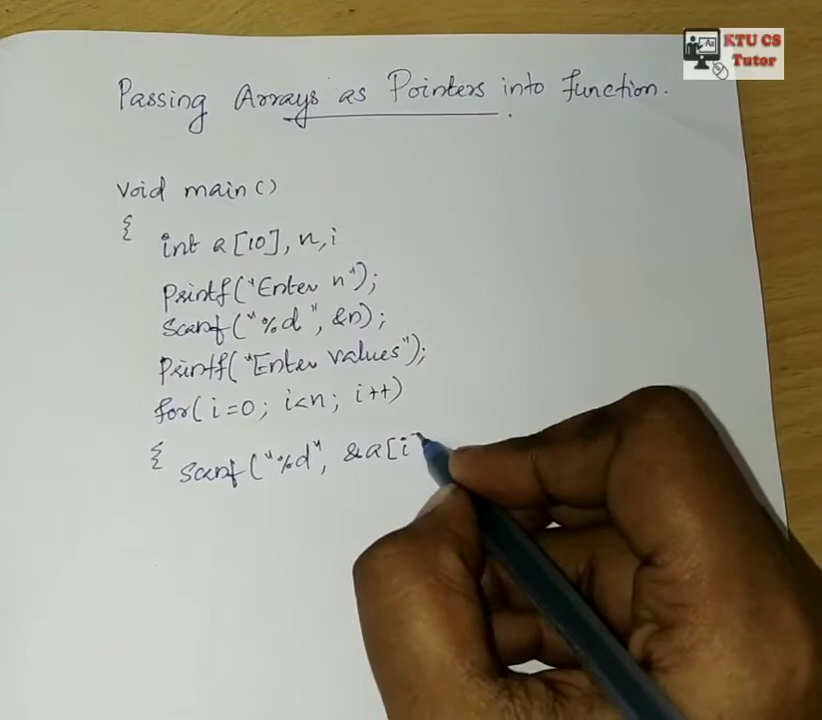 KTU CS
Tutor
Passing Arrays as Pointers into function.
void main()
{
int a[10], n,i
Printf("Enter n");
Scanf("%d", &n);
Printf("Enter values");
for(i=0; i<n; i++)
{
Scanf("%d", &a[i